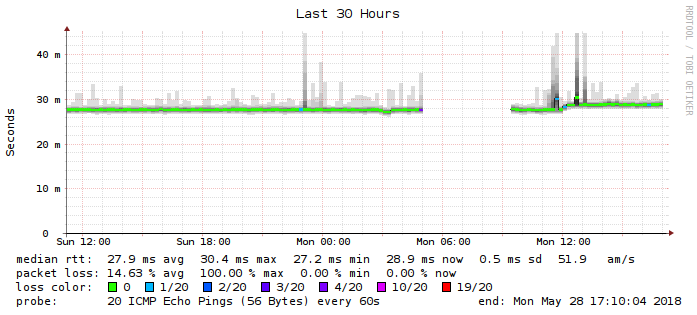 Last 30 Hours
RRDTOOL / TOBI OETIKER
Seconds
40 m
30 m
20 m
10 m
0
Sun 12:00 Sun 18:00 Mon 00:00 Mon 06:00 Mon 12:00
median rtt: 27.9 ms avg 30.4 ms max 27.2 ms min 28.9 ms now 0.5 ms sd 51.9 am/s
packet loss: 14.63 % avg 100.00 % max 0.00 % min 0.00 % now
loss color: 0 1/20 2/20 3/20 4/20 10/20 19/20
probe: 20 ICMP Echo Pings (56 Bytes) every 60s end: Mon May 28 17:10:04 2018